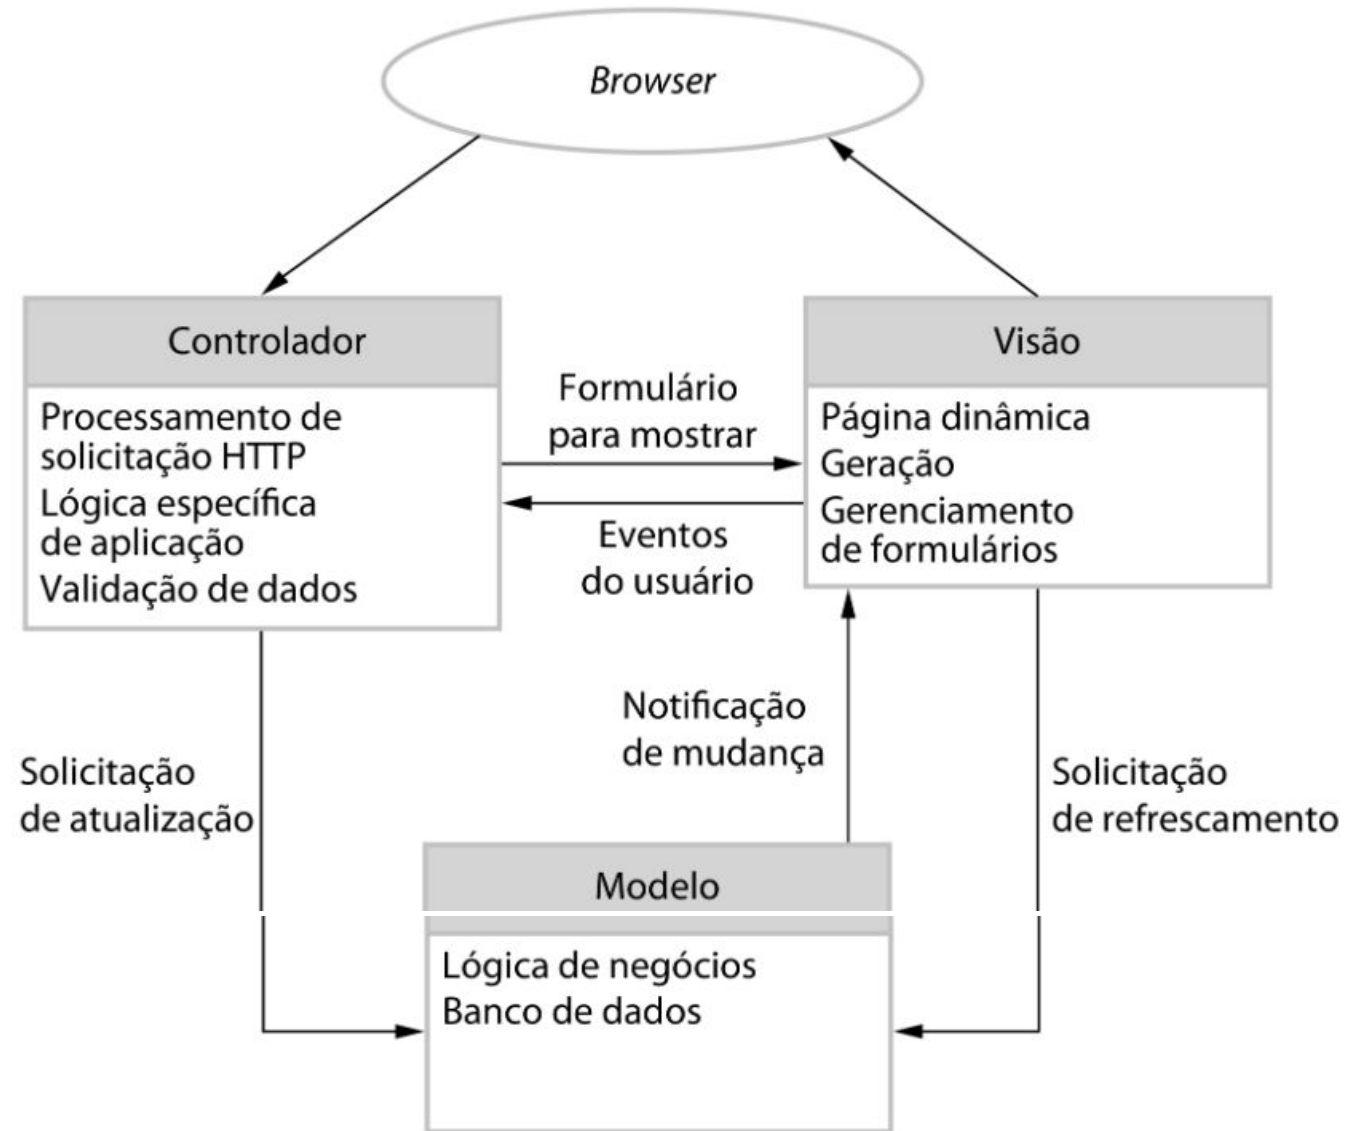 Browser
Controlador
Processamento de
solicitação HTTP
Lógica específica
de aplicação
Validação de dados
Formulário
para mostrar
Eventos
do usuário
Visão
Página dinâmica
Geração
Gerenciamento
de formulários
Solicitação
de atualização
Notificação
de mudança
Solicitação
de refrescamento
Modelo
Lógica de negócios
Banco de dados